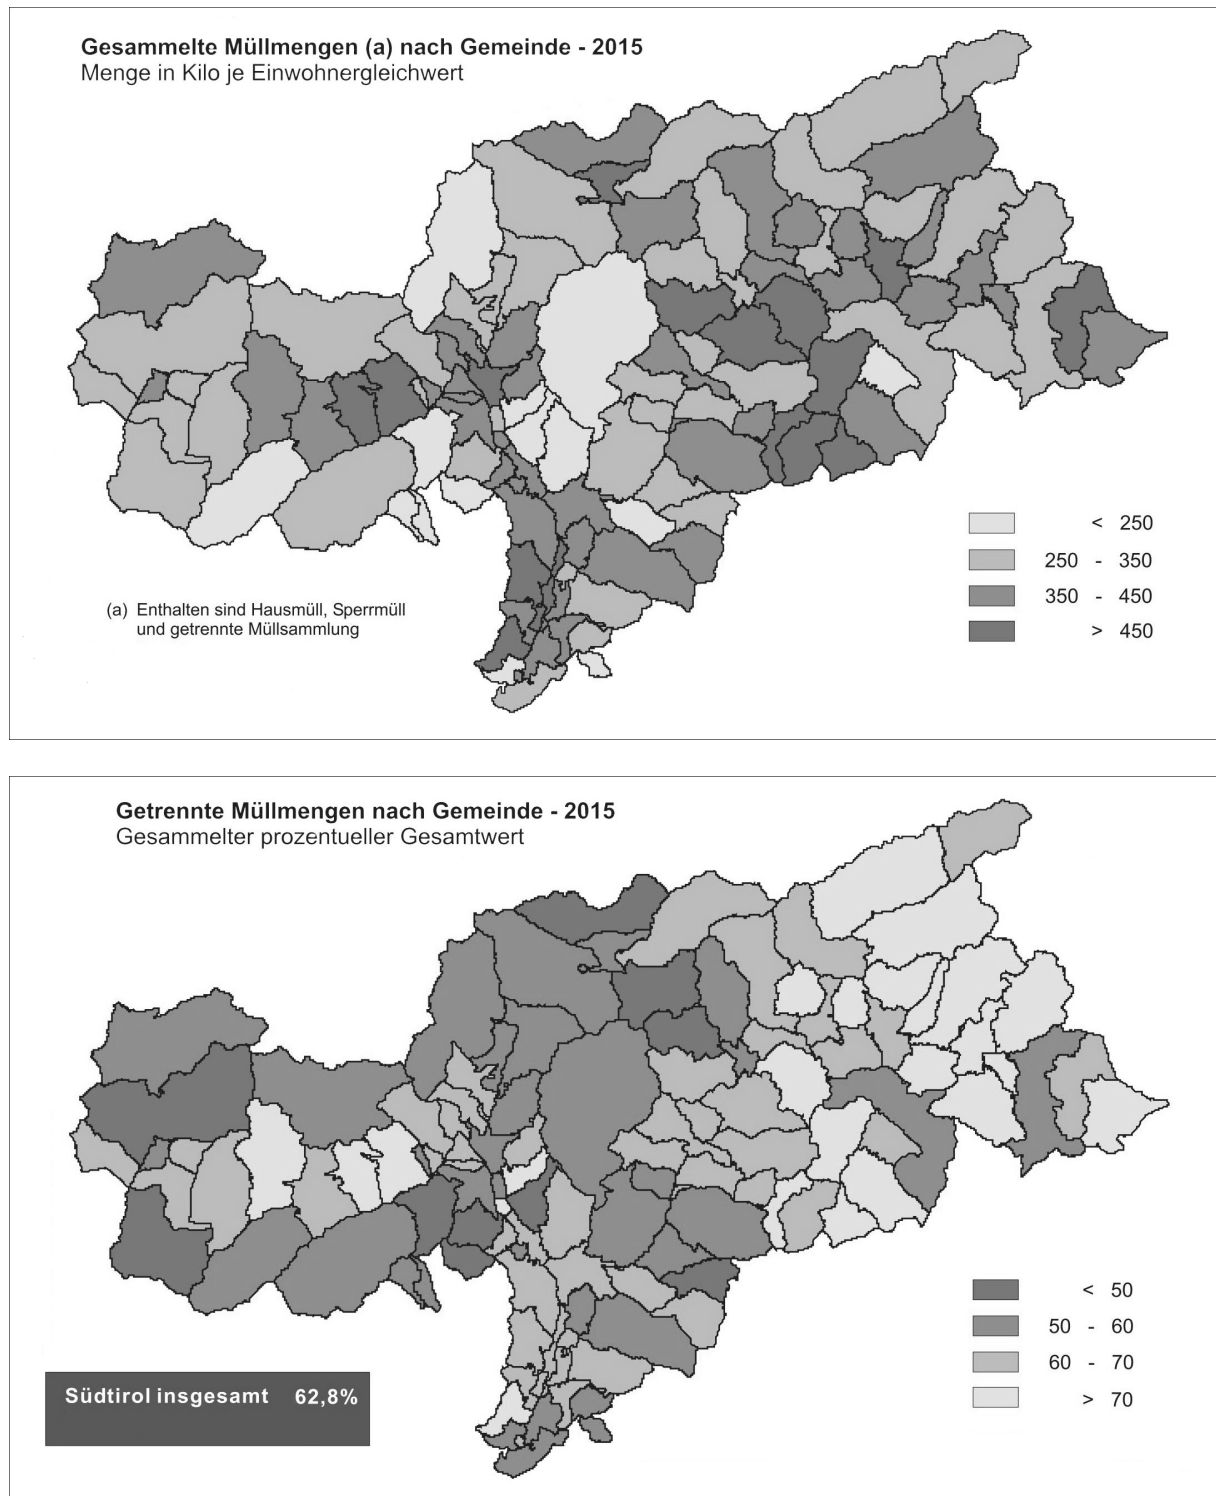 Gesammelte Müllmengen (a) nach Gemeinde - 2015
Menge in Kilo je Einwohnergleichwert
< 250
250 - 350
350 - 450
> 450
(a) Enthalten sind Hausmüll, Sperrmüll
und getrennte Müllsammlung
Getrennte Müllmengen nach Gemeinde - 2015
Gesammelter prozentueller Gesamtwert
< 50
50 - 60
60 - 70
> 70
Südtirol insgesamt 62,8%